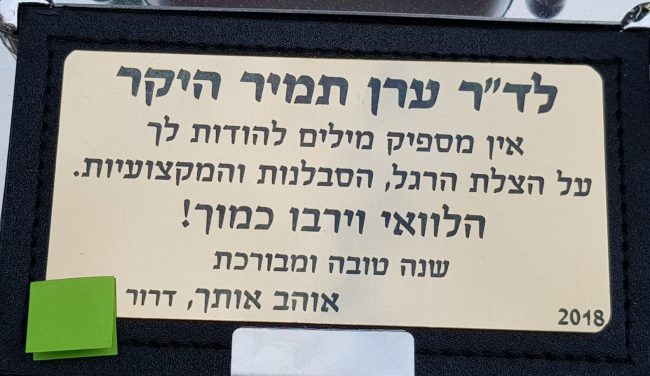 לד״ר ערן תמיר היקר
אין מספיק מילים להודות לך
על הצלת הרגל, הסבלנות והמקצועיות.
הלוואי וירבו כמוך!
שנה טובה ומבורכת
אוהב אותך, דרור
2018